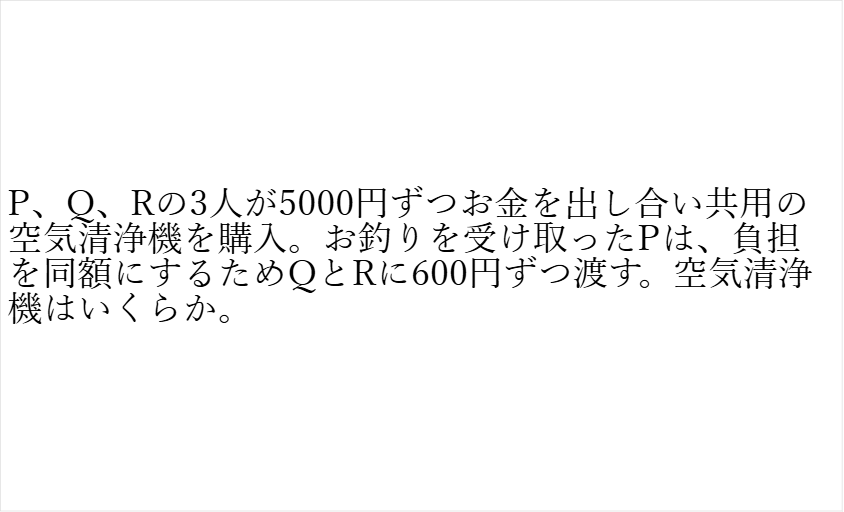 P、Q、Rの3人が5000円ずつお金を出し合い共用の
空気清浄機を購入。お釣りを受け取ったPは、負担
を同額にするためQとRに600円ずつ渡す。空気清浄
機はいくらか。